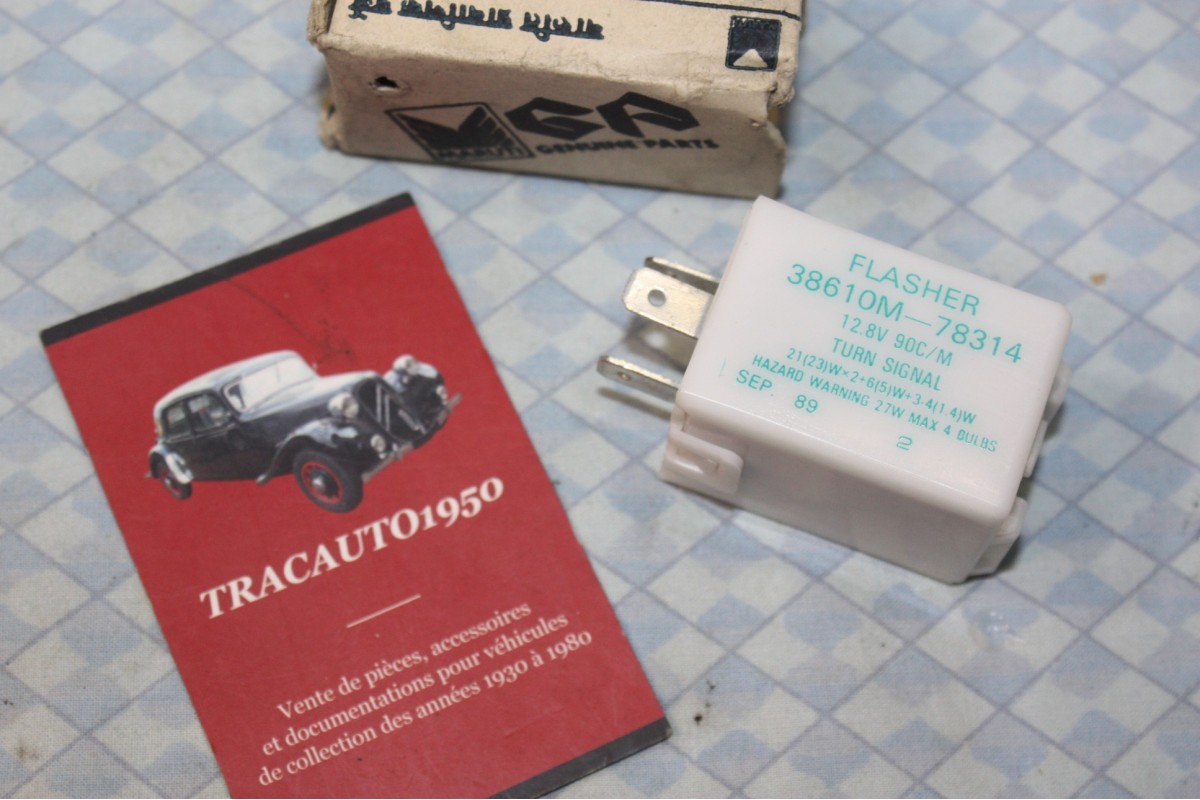 GENUINE PARTS
FLASHER
38610M—78314
12.8V 90C/M
TURN SIGNAL
21(23)W×2+6(5)W+3·4(1·4)W
HAZARD WARNING 27W MAX 4 BULBS
SEP. 89
2
TRACAUTO1950
Vente de pièces, accessoires
et documentations pour véhicules
de collection des années 1930 à 1980